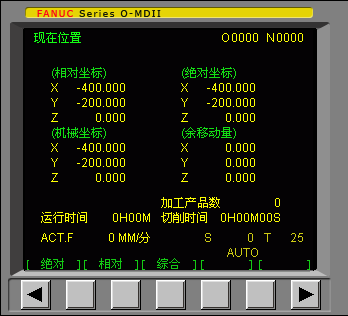 FANUC Series O-MDII
现在位置 O0000 N0000
(相对坐标) (绝对坐标)
X -400.000 X -400.000
Y -200.000 Y -200.000
Z 0.000 Z 0.000
(机械坐标) (余移动量)
X -400.000 X 0.000
Y -200.000 Y 0.000
Z 0.000 Z 0.000
加工产品数 0
运行时间 0H00M 切削时间 0H00M00S
ACT.F 0 MM/分 S 0 T 25
AUTO
[ 绝对 ][ 相对 ][ 综合 ][ ][ ]